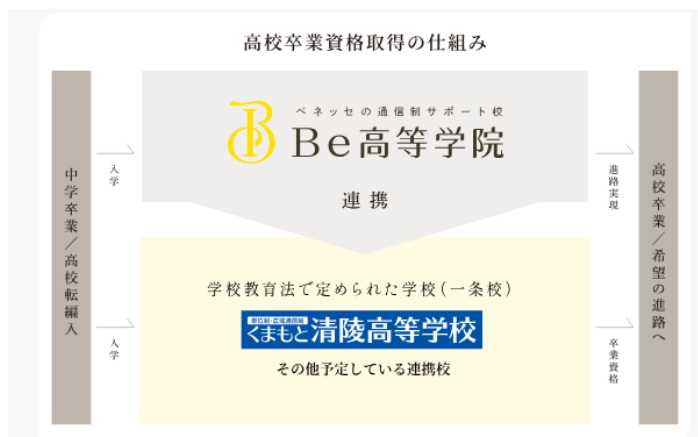 高校卒業資格取得の仕組み
中学卒業／高校転編入
入学
ベネッセの通信制サポート校
Be高等学院
連携
進路実現
高校卒業／希望の進路へ
学校教育法で定められた学校（一条校）
単位制・広域通信制
くまもと清陵高等学校
その他予定している連携校
入学
卒業資格